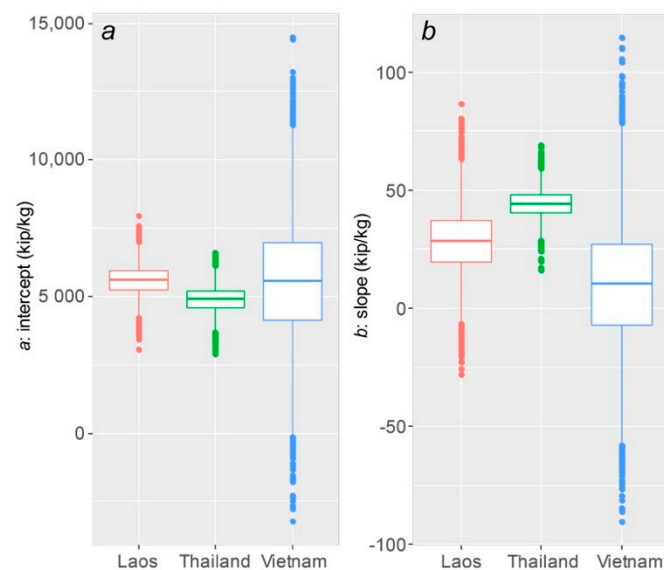 a
a: intercept (kip/kg)
15,000
10,000
5 000
0
Laos Thailand Vietnam
b
b: slope (kip/kg)
100
50
0
-50
-100
Laos Thailand Vietnam